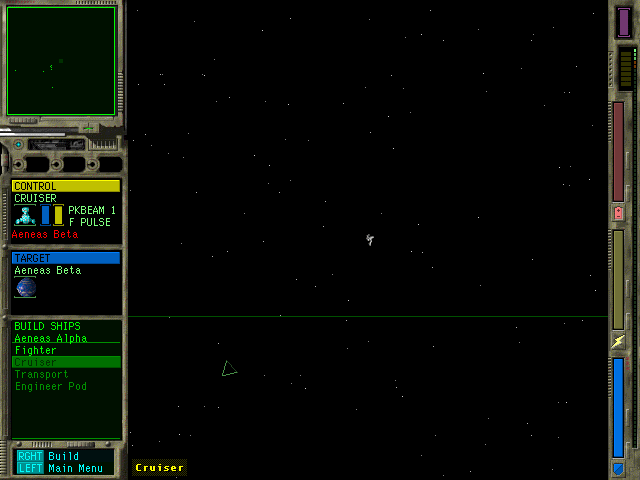 CONTROL
CRUISER
PKBEAM 1
F PULSE
Aeneas Beta
TARGET
Aeneas Beta
BUILD SHIPS
Aeneas Alpha
Fighter
Cruiser
Transport
Engineer Pod
RGHT Build
LEFT Main Menu
Cruiser